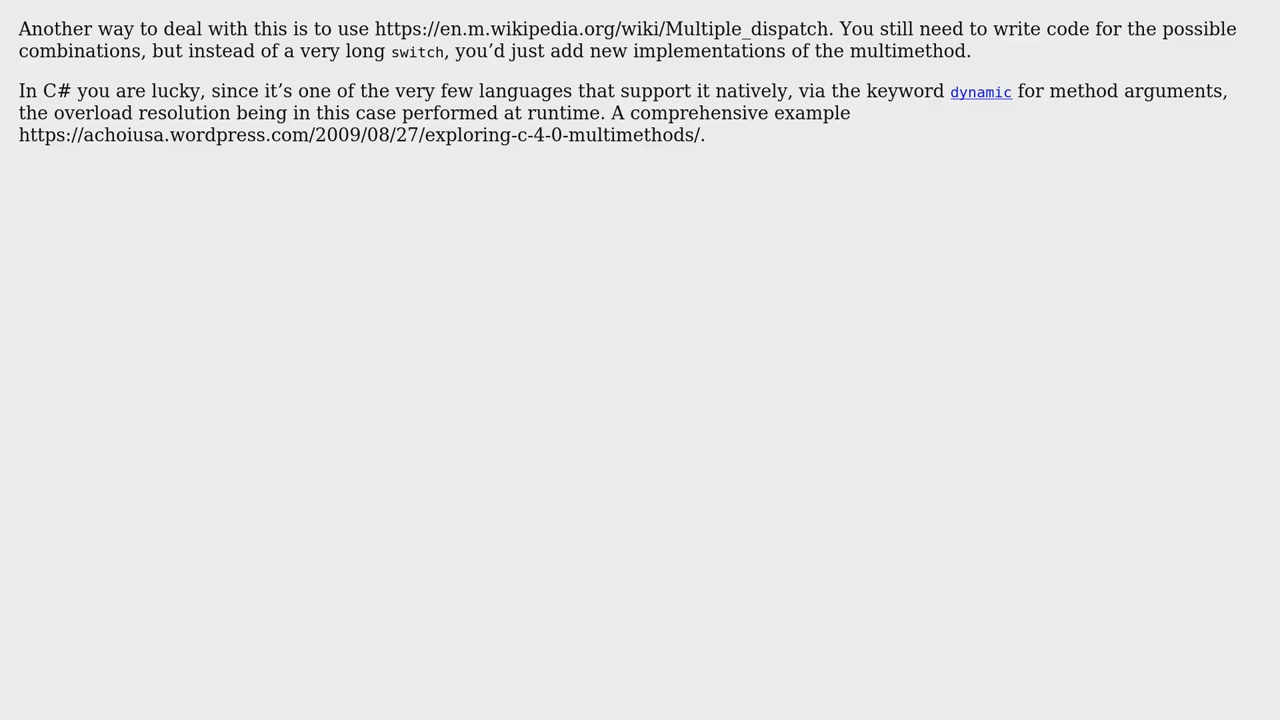 Another way to deal with this is to use https://en.m.wikipedia.org/wiki/Multiple_dispatch. You still need to write code for the possible
combinations, but instead of a very long switch, you’d just add new implementations of the multimethod.
In C# you are lucky, since it’s one of the very few languages that support it natively, via the keyword dynamic for method arguments,
the overload resolution being in this case performed at runtime. A comprehensive example
https://achoiusa.wordpress.com/2009/08/27/exploring-c-4-0-multimethods/.